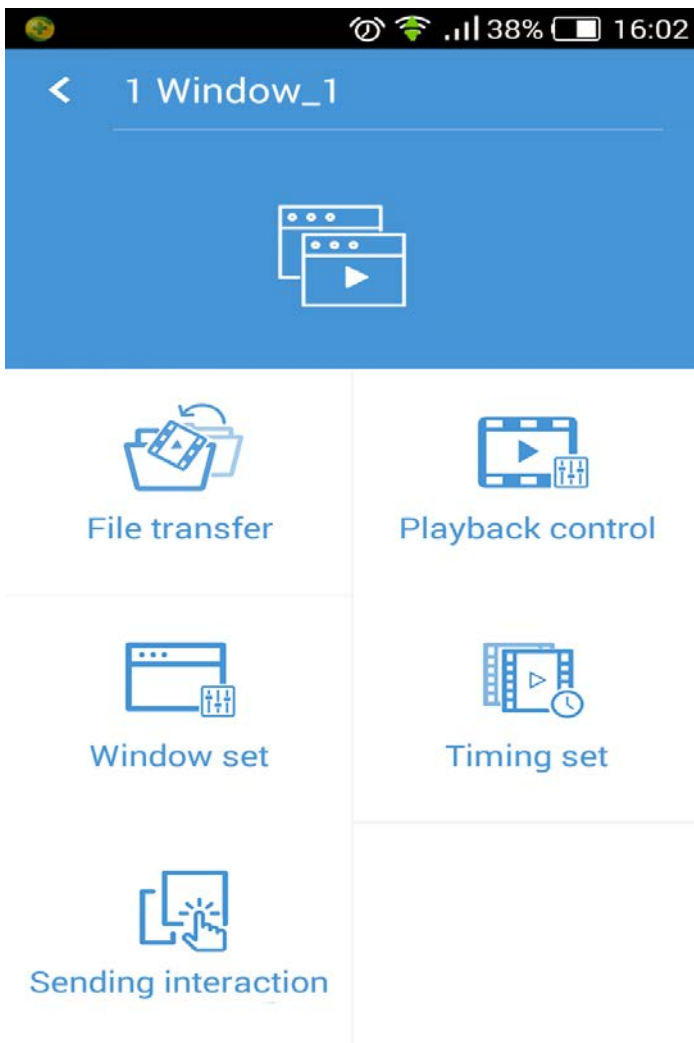 38% 16:02
1 Window_1
File transfer
Playback control
Window set
Timing set
Sending interaction